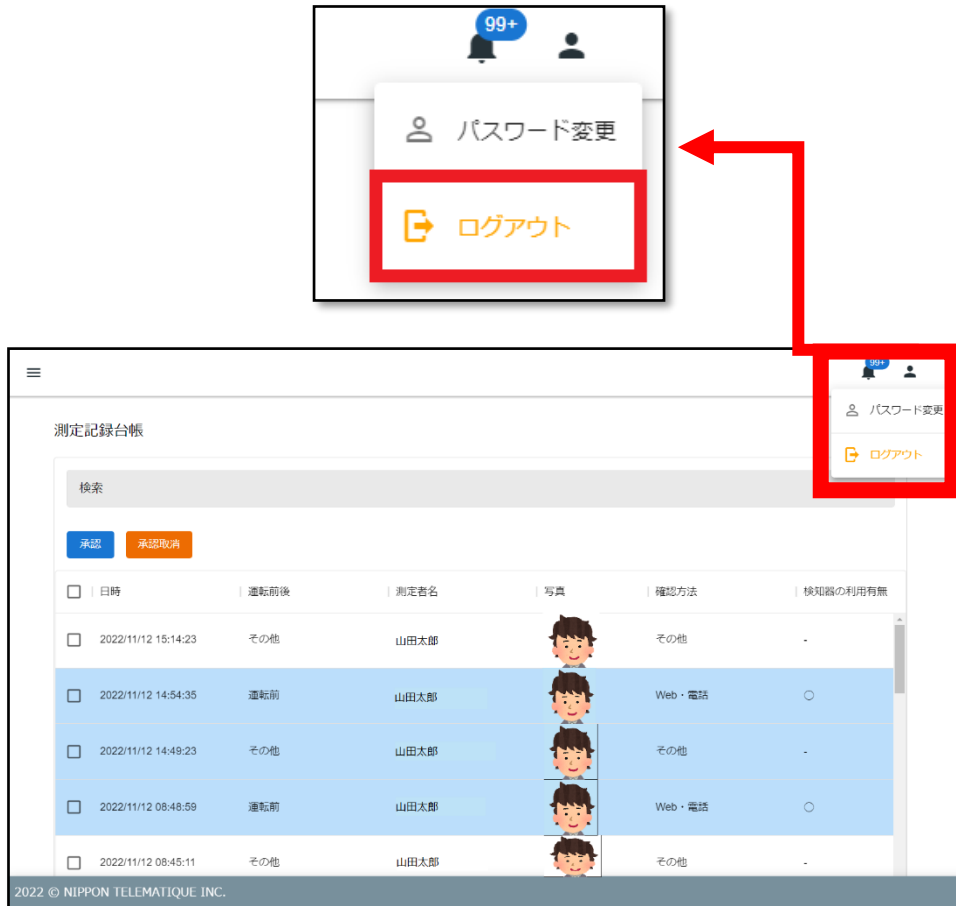 99+
パスワード変更
ログアウト
99+
パスワード変更
ログアウト
測定記録台帳
検索
承認 承認取消
日時 運転前後 測定者名 写真 確認方法 検知器の利用有無
2022/11/12 15:14:23 その他 山田太郎 その他 -
2022/11/12 14:54:35 運転前 山田太郎 Web・電話 〇
2022/11/12 14:49:23 その他 山田太郎 その他 -
2022/11/12 08:48:59 運転前 山田太郎 Web・電話 〇
2022/11/12 08:45:11 その他 山田太郎 その他 -
2022 © NIPPON TELEMATIQUE INC.